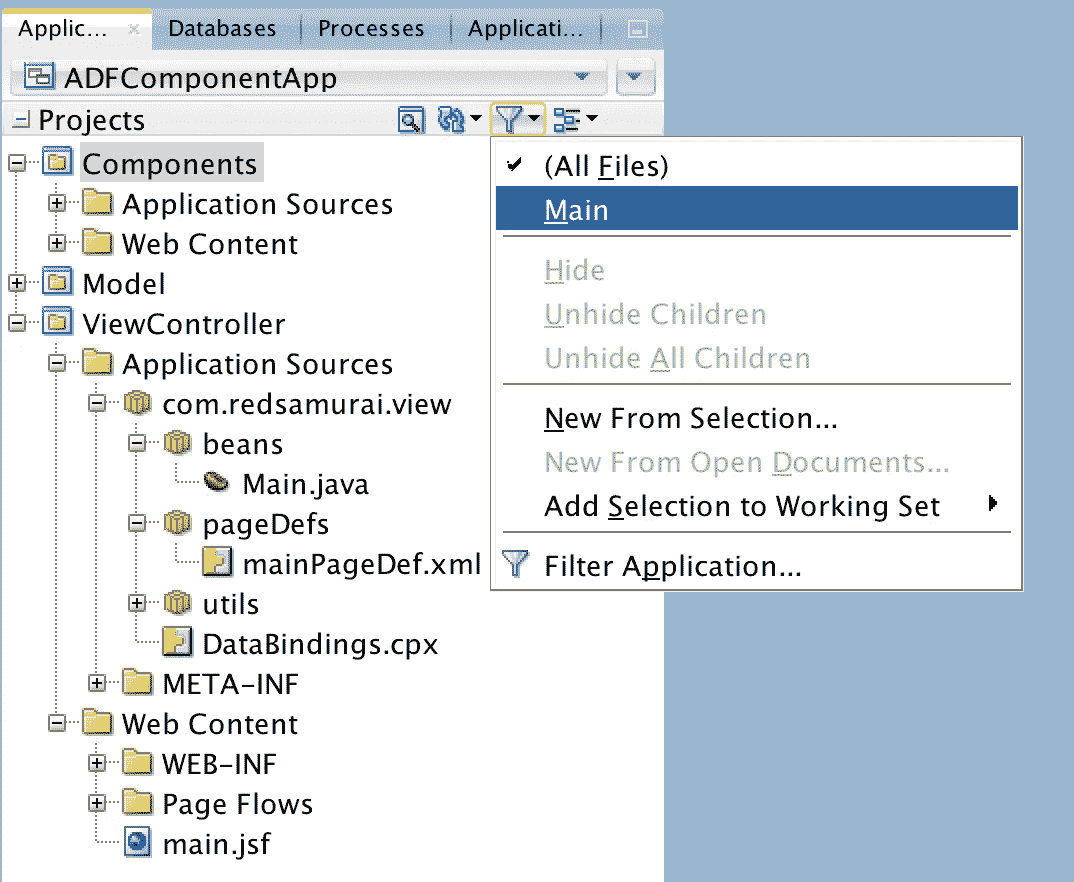 Applic... Databases Processes Applicati...
ADFComponentApp
Projects
Components
Application Sources
Web Content
Model
ViewController
Application Sources
com.redsamurai.view
beans
Main.java
pageDefs
mainPageDef.xml
utils
DataBindings.cpx
META-INF
Web Content
WEB-INF
Page Flows
main.jsf
(All Files)
Main
Hide
Unhide Children
Unhide All Children
New From Selection...
New From Open Documents...
Add Selection to Working Set
Filter Application...